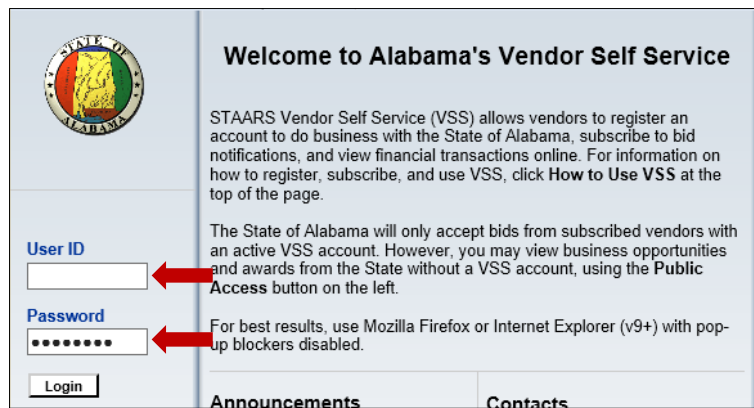 STATE OF
ALABAMA
Welcome to Alabama's Vendor Self Service
STAARS Vendor Self Service (VSS) allows vendors to register an
account to do business with the State of Alabama, subscribe to bid
notifications, and view financial transactions online. For information on
how to register, subscribe, and use VSS, click How to Use VSS at the
top of the page.
The State of Alabama will only accept bids from subscribed vendors with
an active VSS account. However, you may view business opportunities
and awards from the State without a VSS account, using the Public
Access button on the left.
For best results, use Mozilla Firefox or Internet Explorer (v9+) with pop-
up blockers disabled.
User ID
Password
Login
Announcements
Contacts